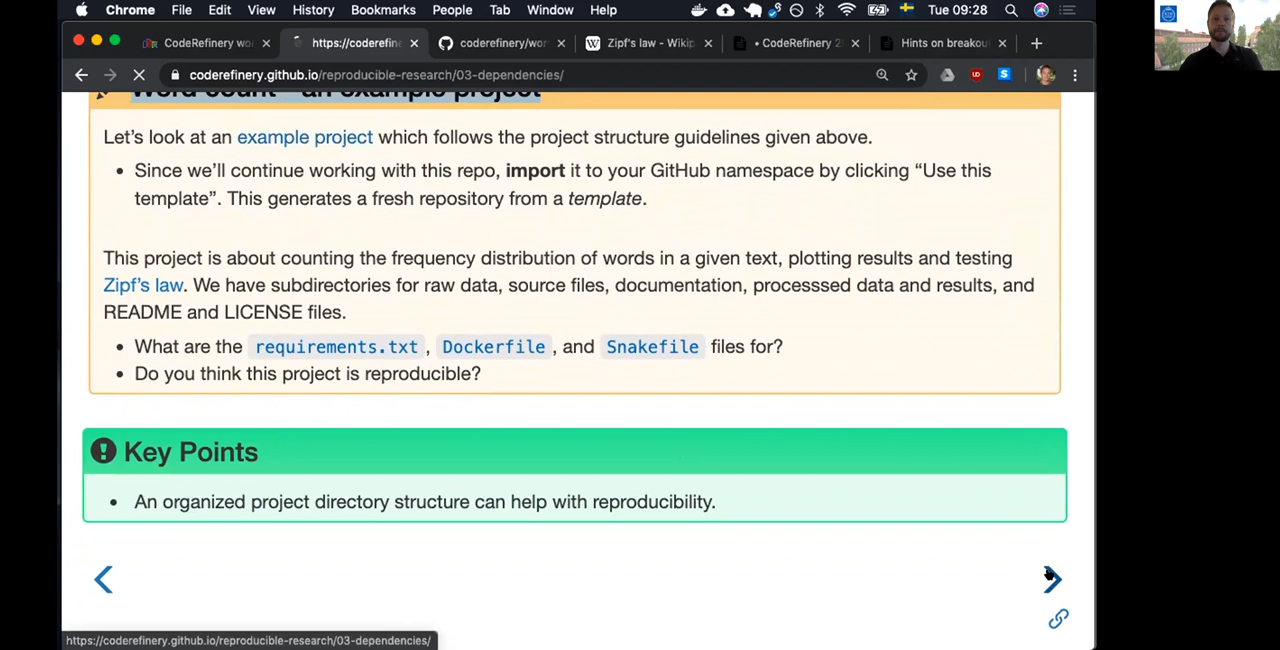 Chrome File Edit View History Bookmarks People Tab Window Help Tue 09:28
CodeRefinery wo https://coderefine coderefinery/wor Zipf's law - Wikip • CodeRefinery 2 Hints on breakou
coderefinery.github.io/reproducible-research/03-dependencies/
Word count - an example project
Let's look at an example project which follows the project structure guidelines given above.
• Since we'll continue working with this repo, import it to your GitHub namespace by clicking “Use this
template”. This generates a fresh repository from a template.
This project is about counting the frequency distribution of words in a given text, plotting results and testing
Zipf's law. We have subdirectories for raw data, source files, documentation, processsed data and results, and
README and LICENSE files.
• What are the requirements.txt, Dockerfile, and Snakefile files for?
• Do you think this project is reproducible?
Key Points
• An organized project directory structure can help with reproducibility.
https://coderefinery.github.io/reproducible-research/03-dependencies/